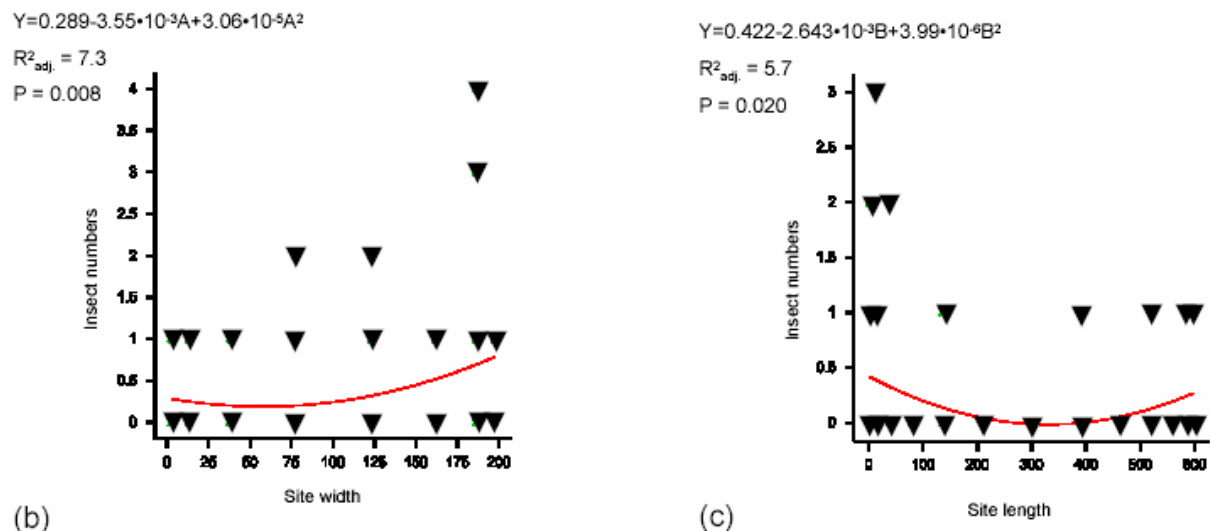 Y=0.289-3.55•10⁻³A+3.06•10⁻⁵A²
R²adj. = 7.3
P = 0.008
4
3.5
3
2.5
2
1.5
1
0.5
0
Insect numbers
0 25 50 75 100 125 150 175 200
Site width
(b)
Y=0.422-2.643•10⁻³B+3.99•10⁻⁶B²
R²adj. = 5.7
P = 0.020
3
2.5
2
1.5
1
0.5
0
Insect numbers
0 100 200 300 400 500 600
Site length
(c)